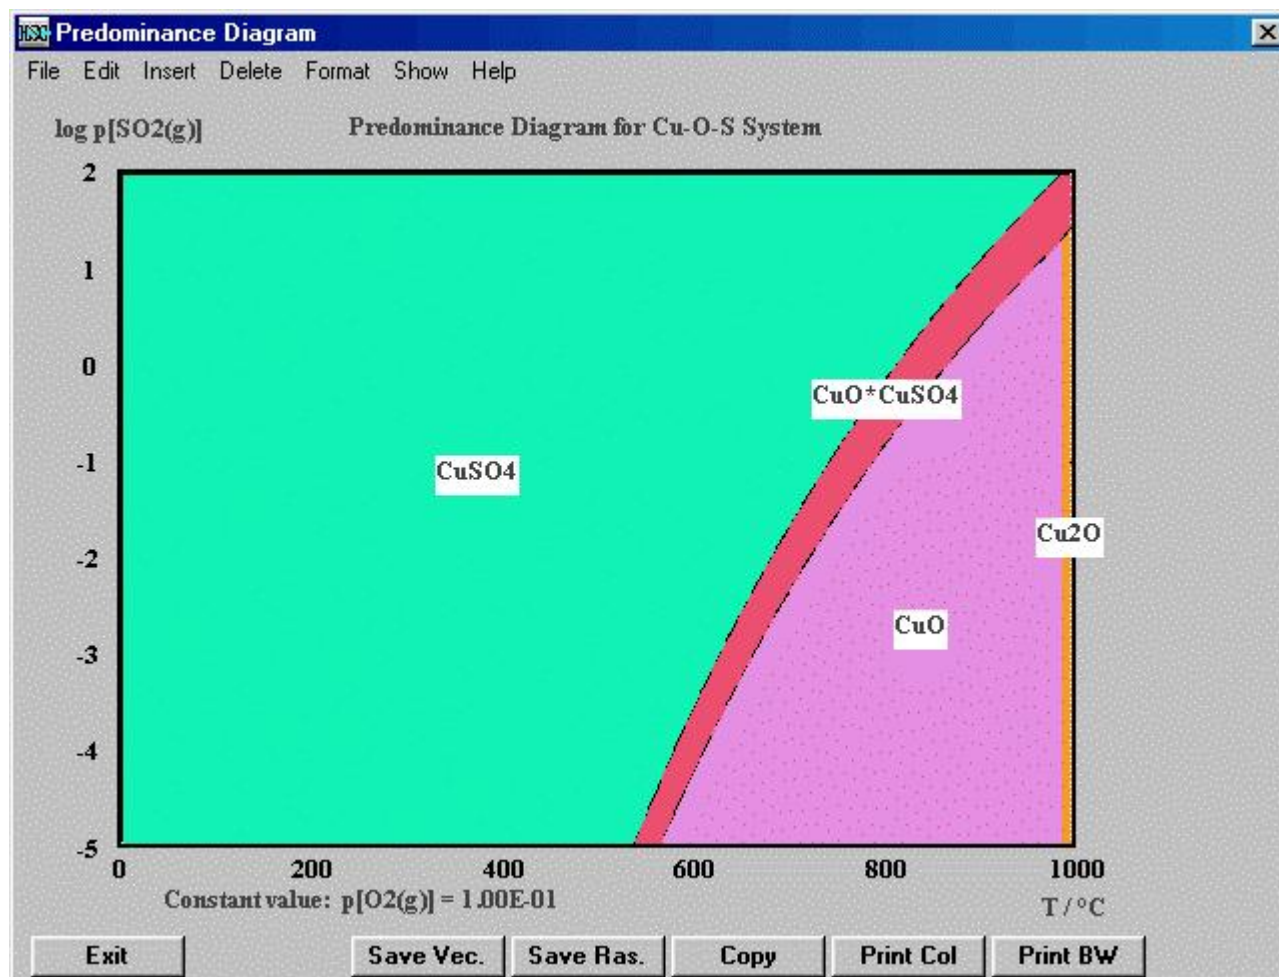 HSC Predominance Diagram
File Edit Insert Delete Format Show Help
log p[SO2(g)] Predominance Diagram for Cu-O-S System
2
1
0
CuO*CuSO4
-1
CuSO4
-2
Cu2O
CuO
-3
-4
-5
0 200 400 600 800 1000
Constant value: p[O2(g)] = 1.00E-01
T / °C
Exit Save Vec. Save Ras. Copy Print Col Print BW